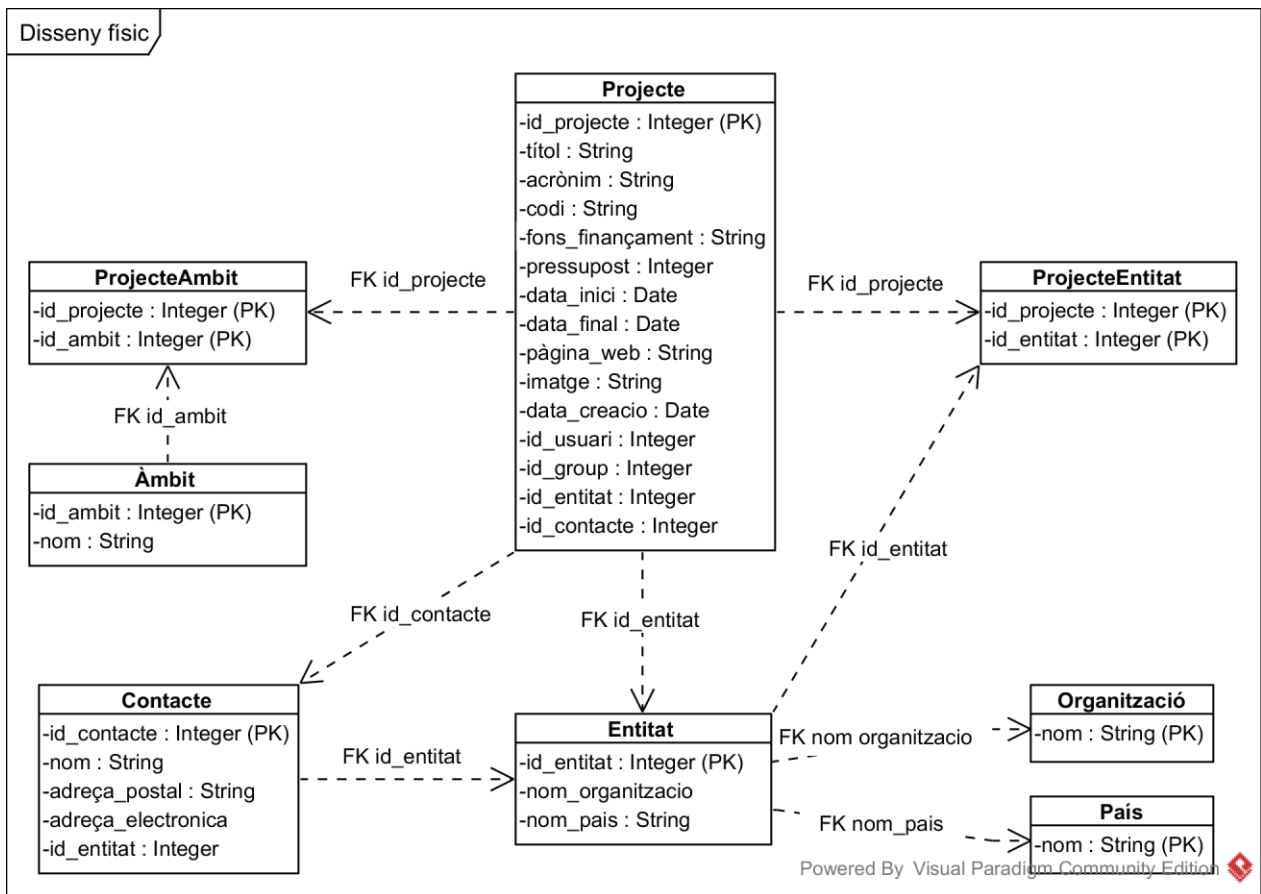 Disseny físic
Projecte
-id_projecte : Integer (PK)
-títol : String
-acrònim : String
-codi : String
-fons_finançament : String
-pressupost : Integer
-data_inici : Date
-data_final : Date
-pàgina_web : String
-imatge : String
-data_creacio : Date
-id_usuari : Integer
-id_group : Integer
-id_entitat : Integer
-id_contacte : Integer
ProjecteAmbit
-id_projecte : Integer (PK)
-id_ambit : Integer (PK)
FK id_projecte
FK id_projecte
ProjecteEntitat
-id_projecte : Integer (PK)
-id_entitat : Integer (PK)
FK id_ambit
Àmbit
-id_ambit : Integer (PK)
-nom : String
FK id_entitat
FK id_contacte
FK id_entitat
Contacte
-id_contacte : Integer (PK)
-nom : String
-adreça_postal : String
-adreça_electronica
-id_entitat : Integer
FK id_entitat
Entitat
-id_entitat : Integer (PK)
-nom_organitzacio
-nom_pais : String
FK nom organitzacio
Organització
-nom : String (PK)
FK nom_pais
País
-nom : String (PK)
Powered By Visual Paradigm Community Edition